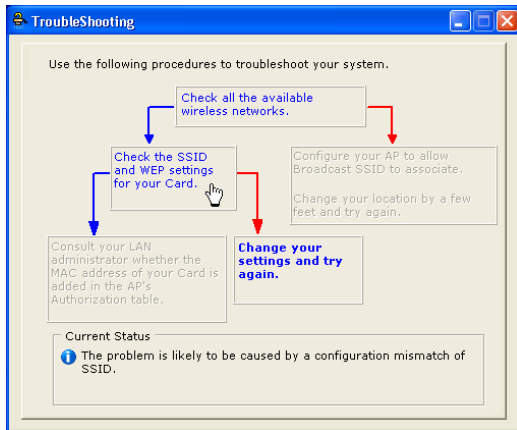 TroubleShooting
Use the following procedures to troubleshoot your system.
Check all the available
wireless networks.
Check the SSID
and WEP settings
for your Card.
Configure your AP to allow
Broadcast SSID to associate.
Change your location by a few
feet and try again.
Consult your LAN
administrator whether the
MAC address of your Card is
added in the AP's
Authorization table.
Change your
settings and try
again.
Current Status
The problem is likely to be caused by a configuration mismatch of
SSID.